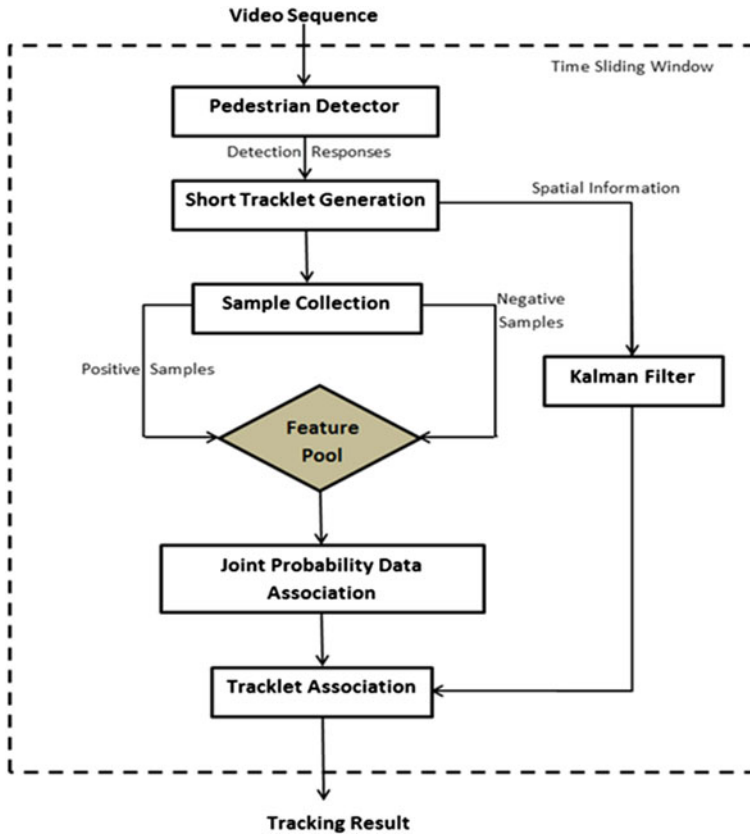 Video Sequence
Time Sliding Window
Pedestrian Detector
Detection Responses
Short Tracklet Generation
Spatial Information
Sample Collection
Negative
Samples
Positive Samples
Kalman Filter
Feature
Pool
Joint Probability Data
Association
Tracklet Association
Tracking Result